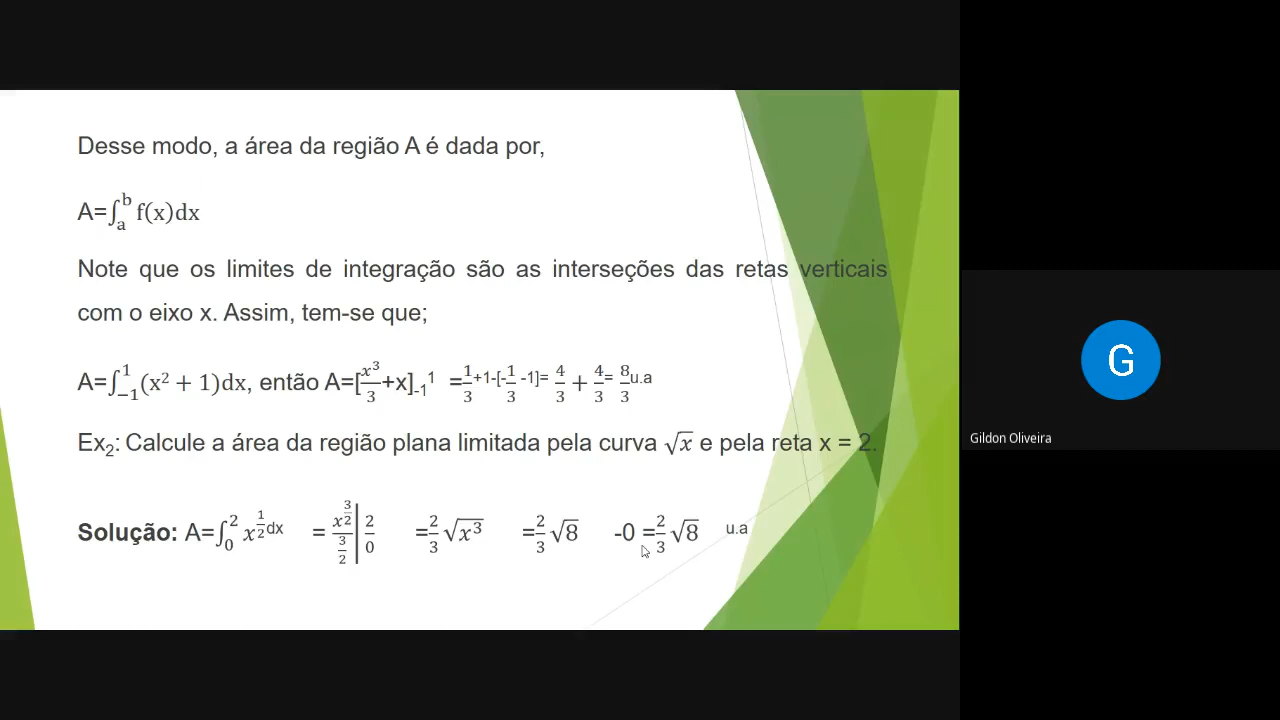 Desse modo, a área da região A é dada por,
A=∫ₐᵇ f(x)dx
Note que os limites de integração são as interseções das retas verticais
com o eixo x. Assim, tem-se que;
A=∫₋₁¹(x² + 1)dx, então A=[x³/3+x]₋₁¹ =1/3+1-[-1/3 -1]= 4/3 + 4/3= 8/3 u.a
Ex₂: Calcule a área da região plana limitada pela curva √x e pela reta x = 2.
Solução: A=∫₀² x^(1/2)dx = x^(3/2)/(3/2)|2/0 =2/3√x³ =2/3√8 -0 =2/3√8 u.a
G
Gildon Oliveira